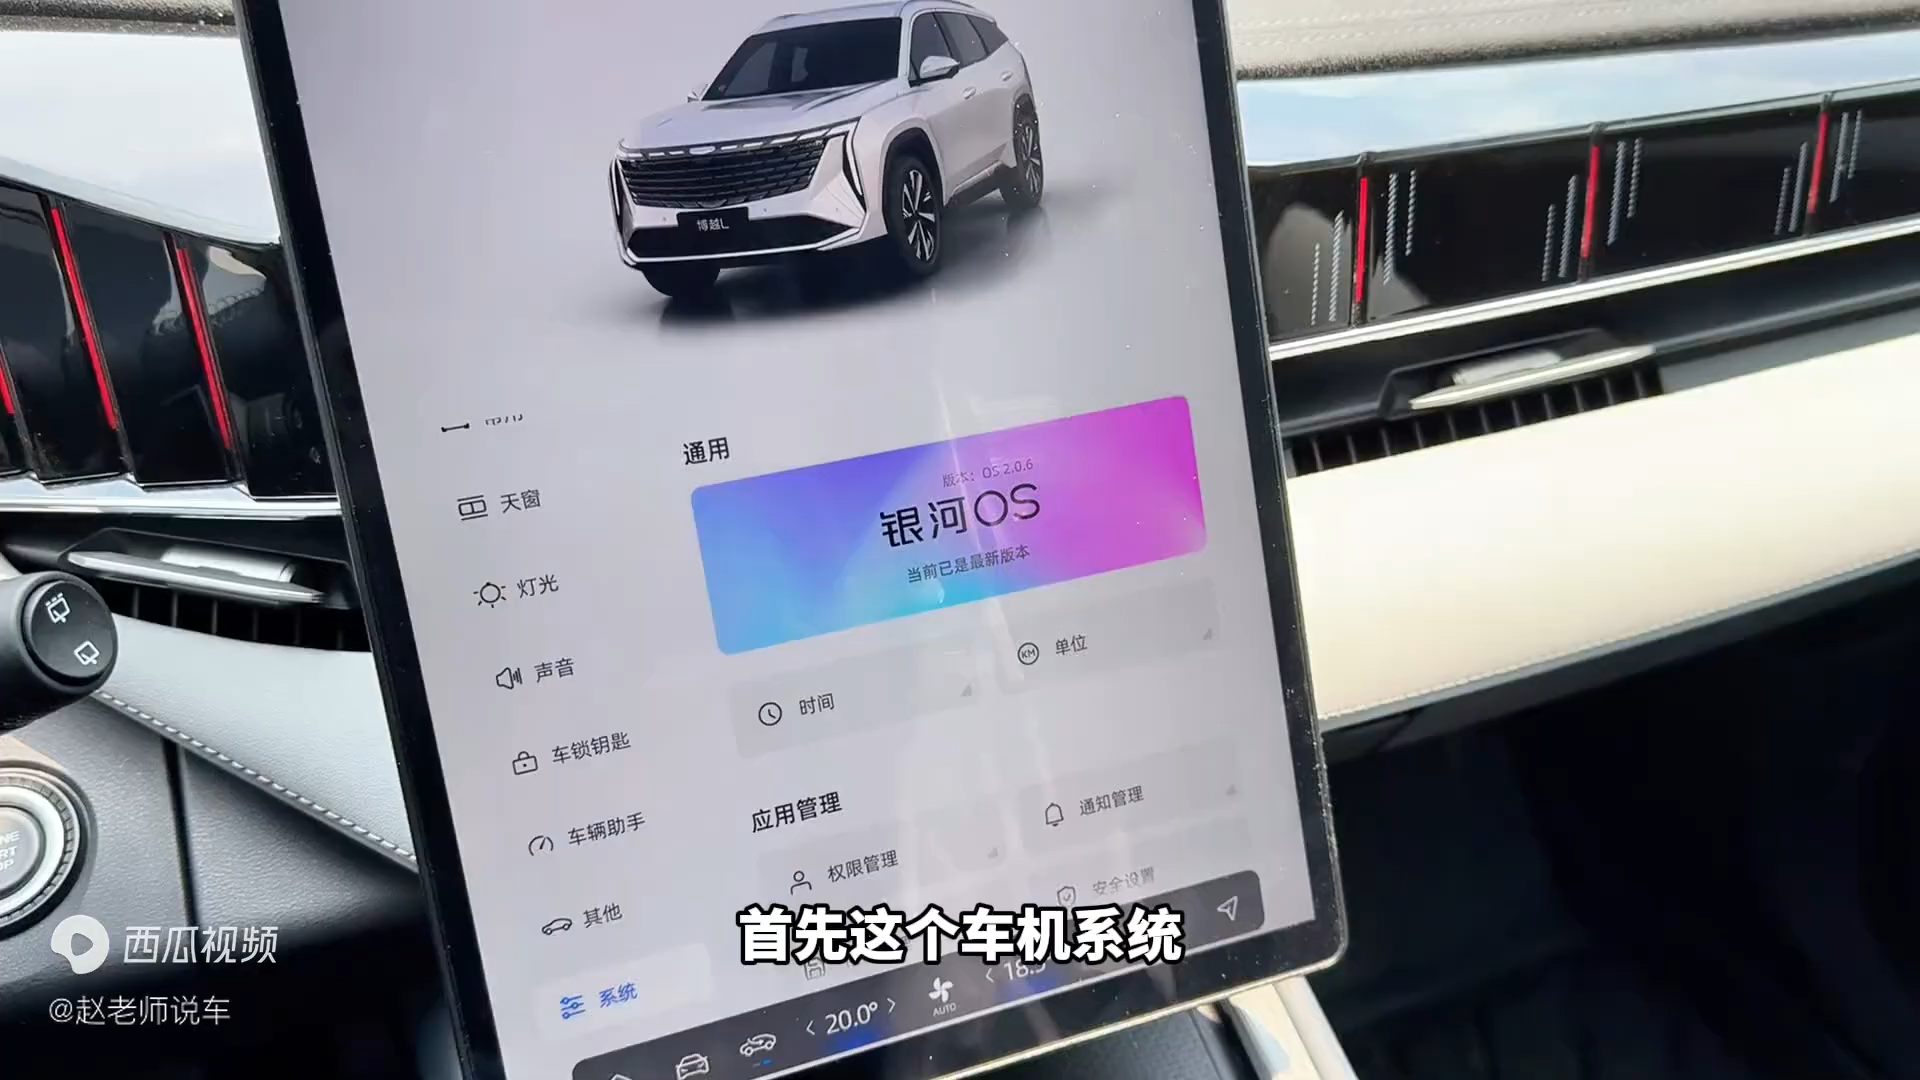 博越L
通用
版本：OS 2.0.6
银河OS
当前已是最新版本
天窗
灯光
声音
车锁钥匙
车辆助手
其他
系统
时间
KM
单位
应用管理
权限管理
通知管理
安全设置
首先这个车机系统
< 20.0° >
AUTO
西瓜视频
@赵老师说车